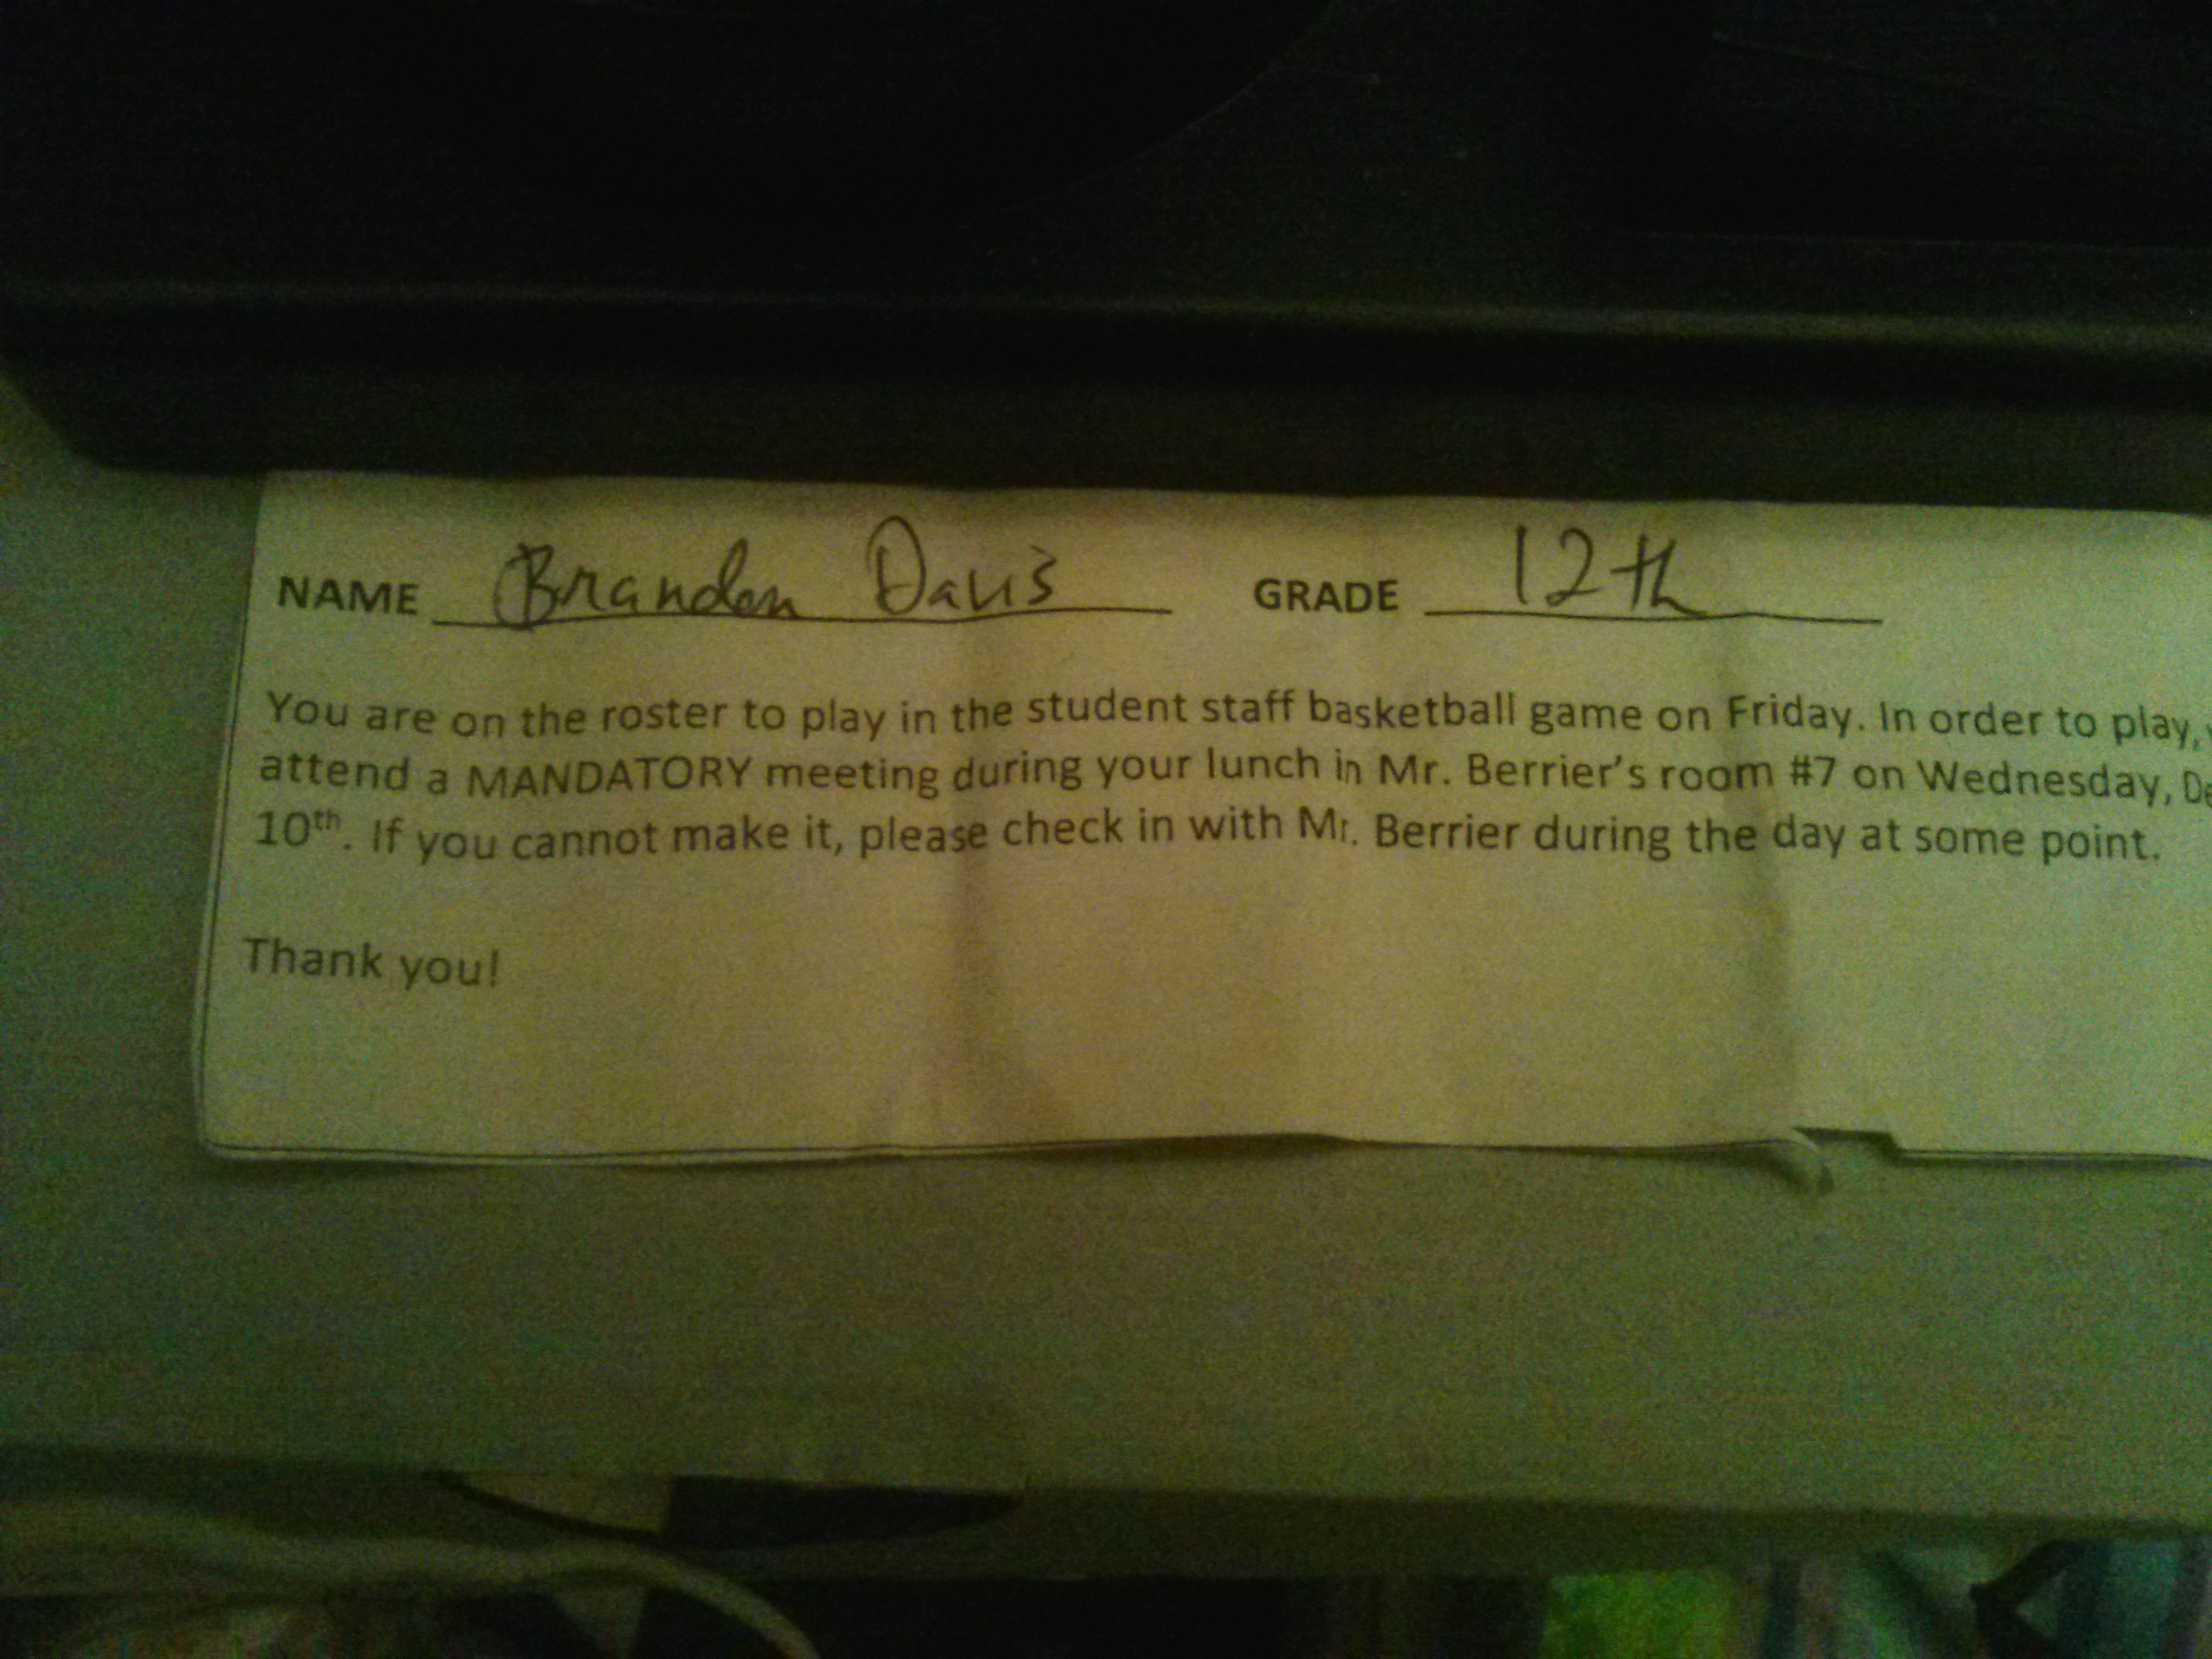 NAME Brandon Davis GRADE 12th
You are on the roster to play in the student staff basketball game on Friday. In order to play,
attend a MANDATORY meeting during your lunch in Mr. Berrier's room #7 on Wednesday, De
10th. If you cannot make it, please check in with Mr. Berrier during the day at some point.
Thank you!